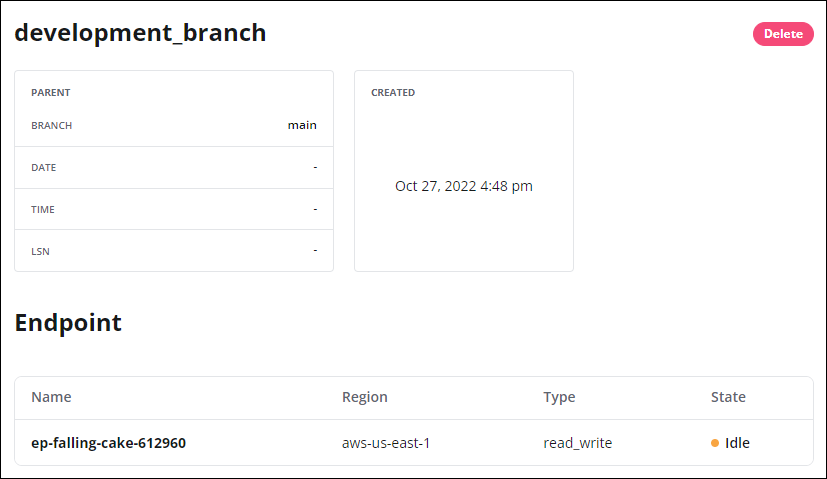 development_branch
Delete
PARENT
BRANCH main
DATE -
TIME -
LSN -
CREATED
Oct 27, 2022 4:48 pm
Endpoint
Name Region Type State
ep-falling-cake-612960 aws-us-east-1 read_write Idle